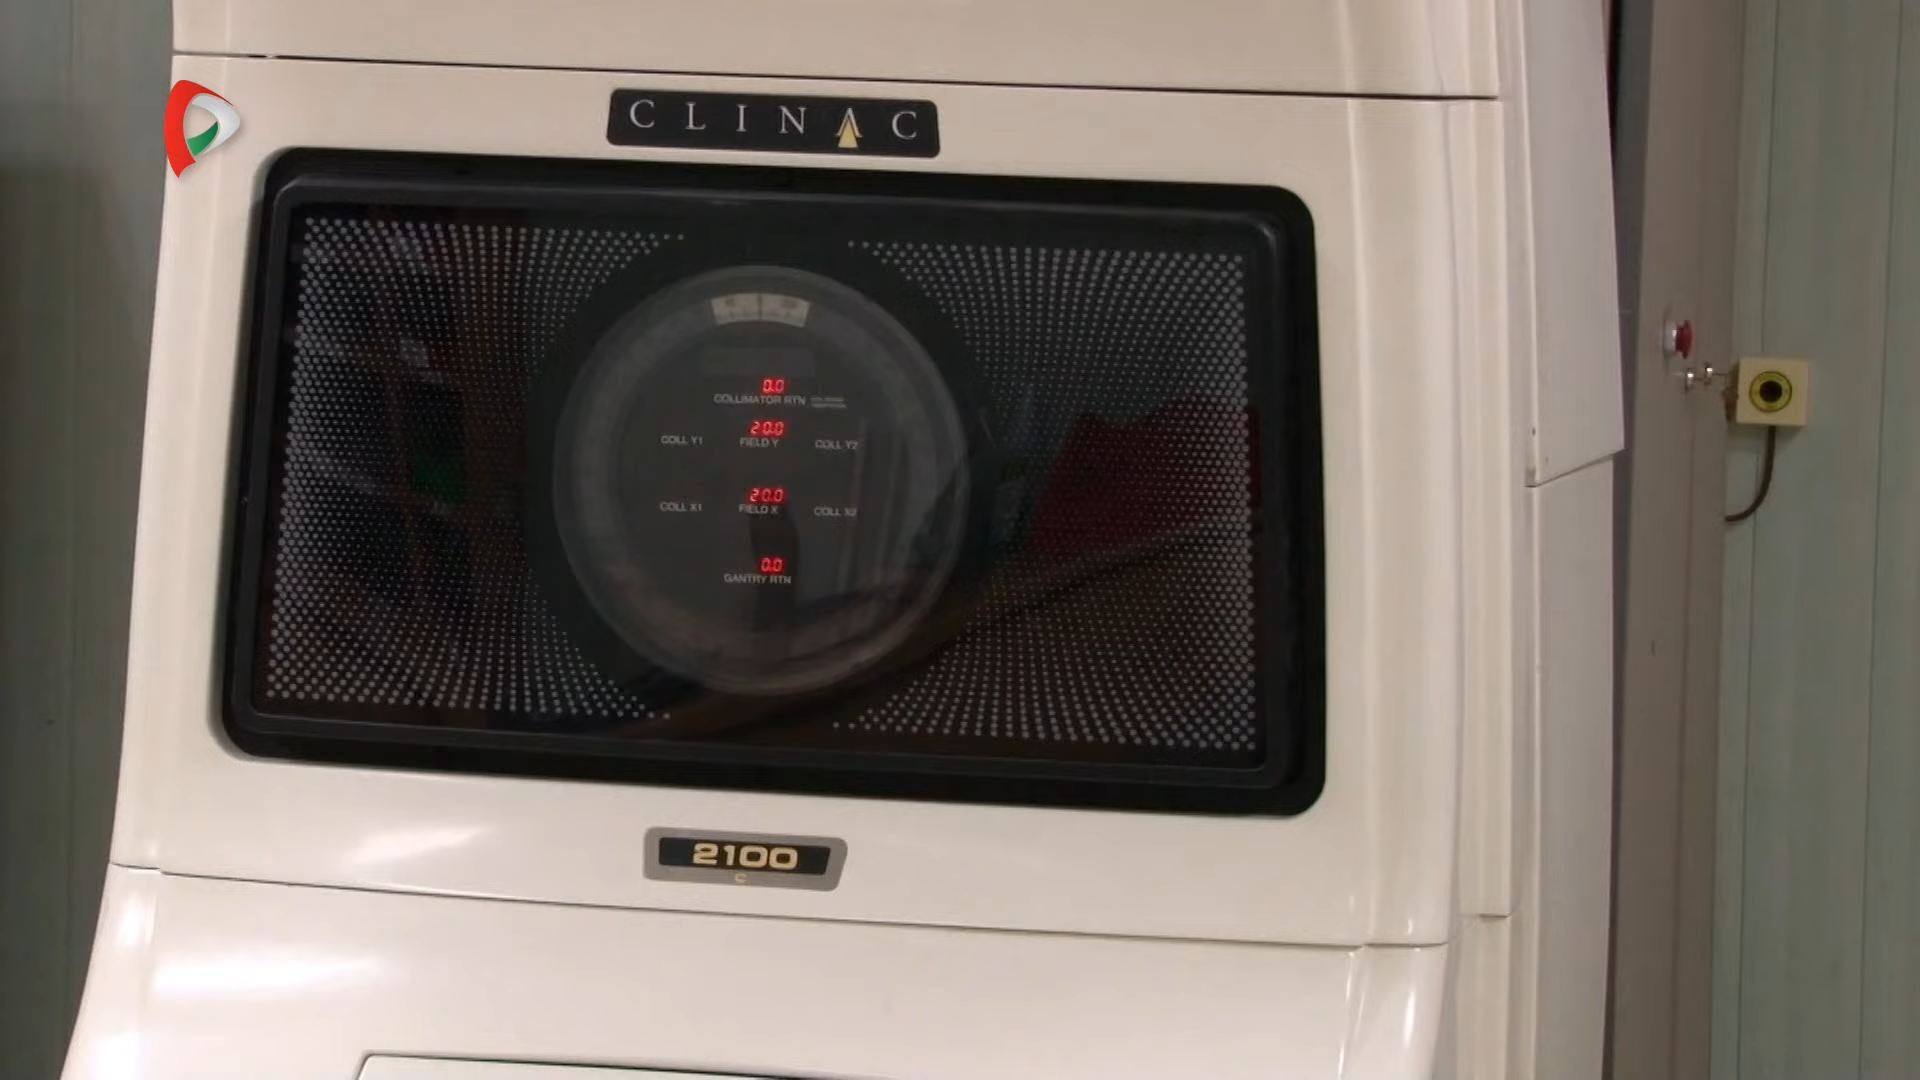 CLINAC
0.0
COLLIMATOR RTN
20.0
COLL Y1 FIELD Y COLL Y2
20.0
COLL X1 FIELD X COLL X2
0.0
GANTRY RTN
2100
C